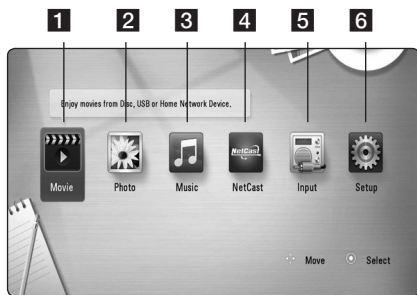 1 2 3 4 5 6
Enjoy movies from Disc, USB or Home Network Device.
NetCast
Movie Photo Music NetCast Input Setup
Move Select